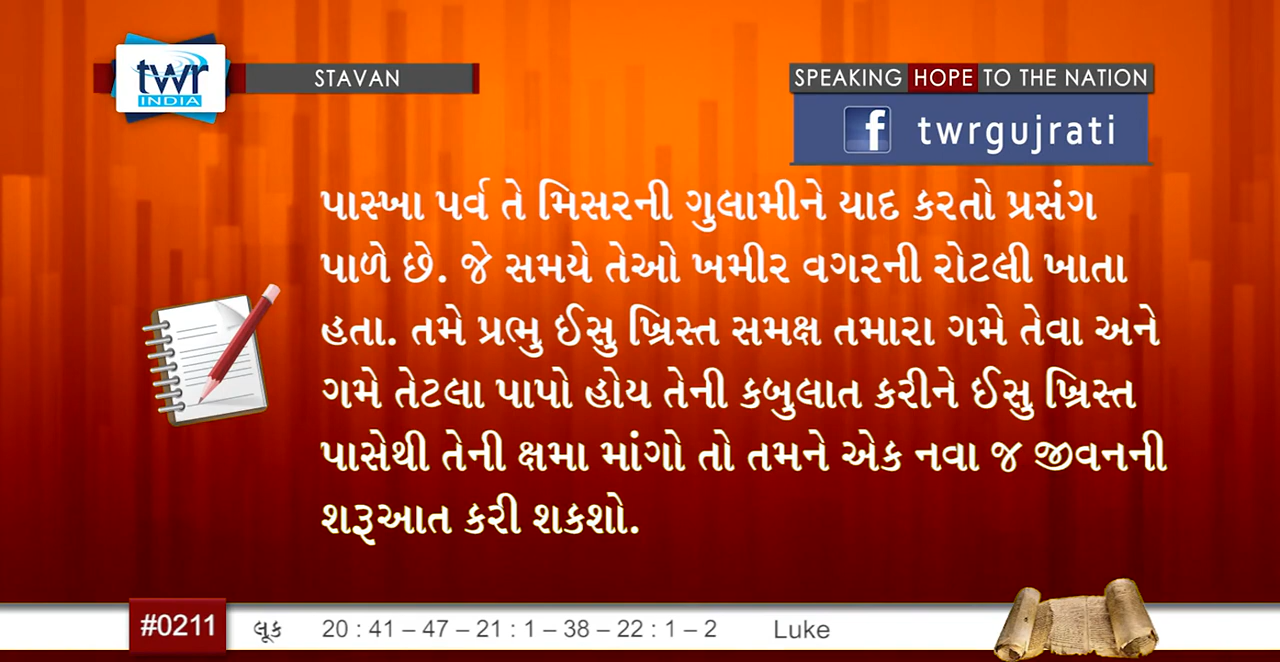 twr
INDIA
STAVAN
SPEAKING HOPE TO THE NATION
f twrgujrati
પાસ્ખા પર્વ તે મિસરની ગુલામીને યાદ કરતો પ્રસંગ
પાળે છે. જે સમયે તેઓ ખમીર વગરની રોટલી ખાતા
હતા. તમે પ્રભુ ઈસુ ખ્રિસ્ત સમક્ષ તમારા ગમે તેવા અને
ગમે તેટલા પાપો હોય તેની કબુલાત કરીને ઈસુ ખ્રિસ્ત
પાસેથી તેની ક્ષમા માંગો તો તમને એક નવા જ જીવનની
શરૂઆત કરી શકશો.
#0211 લૂક 20 : 41 – 47 – 21 : 1 – 38 – 22 : 1 – 2 Luke